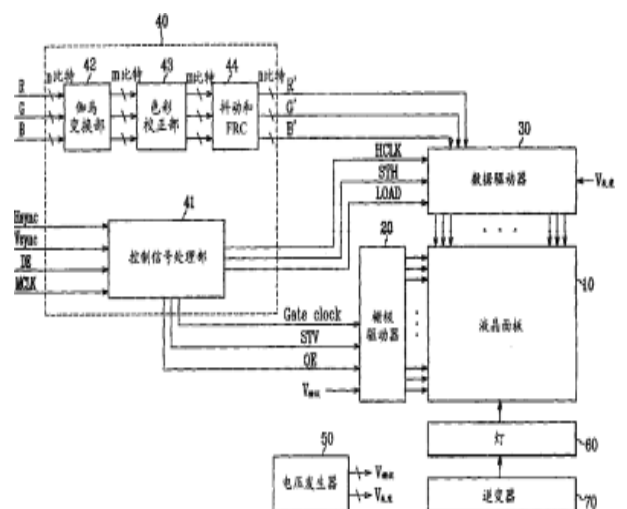 40
n比特 42 m比特 43 m比特 44 n比特
R R'
G G'
B B'
伽马
变换部
色彩
校正部
抖动和
FRC
30
数据驱动器
HCLK
STH
LOAD
Hsync
Vsync
DE
MCLK
41
控制信号处理部
20
栅极
驱动器
10
液晶面板
Gate clock
STV
OE
V
灯
60
50
电压发生器
V
V
逆变器
70